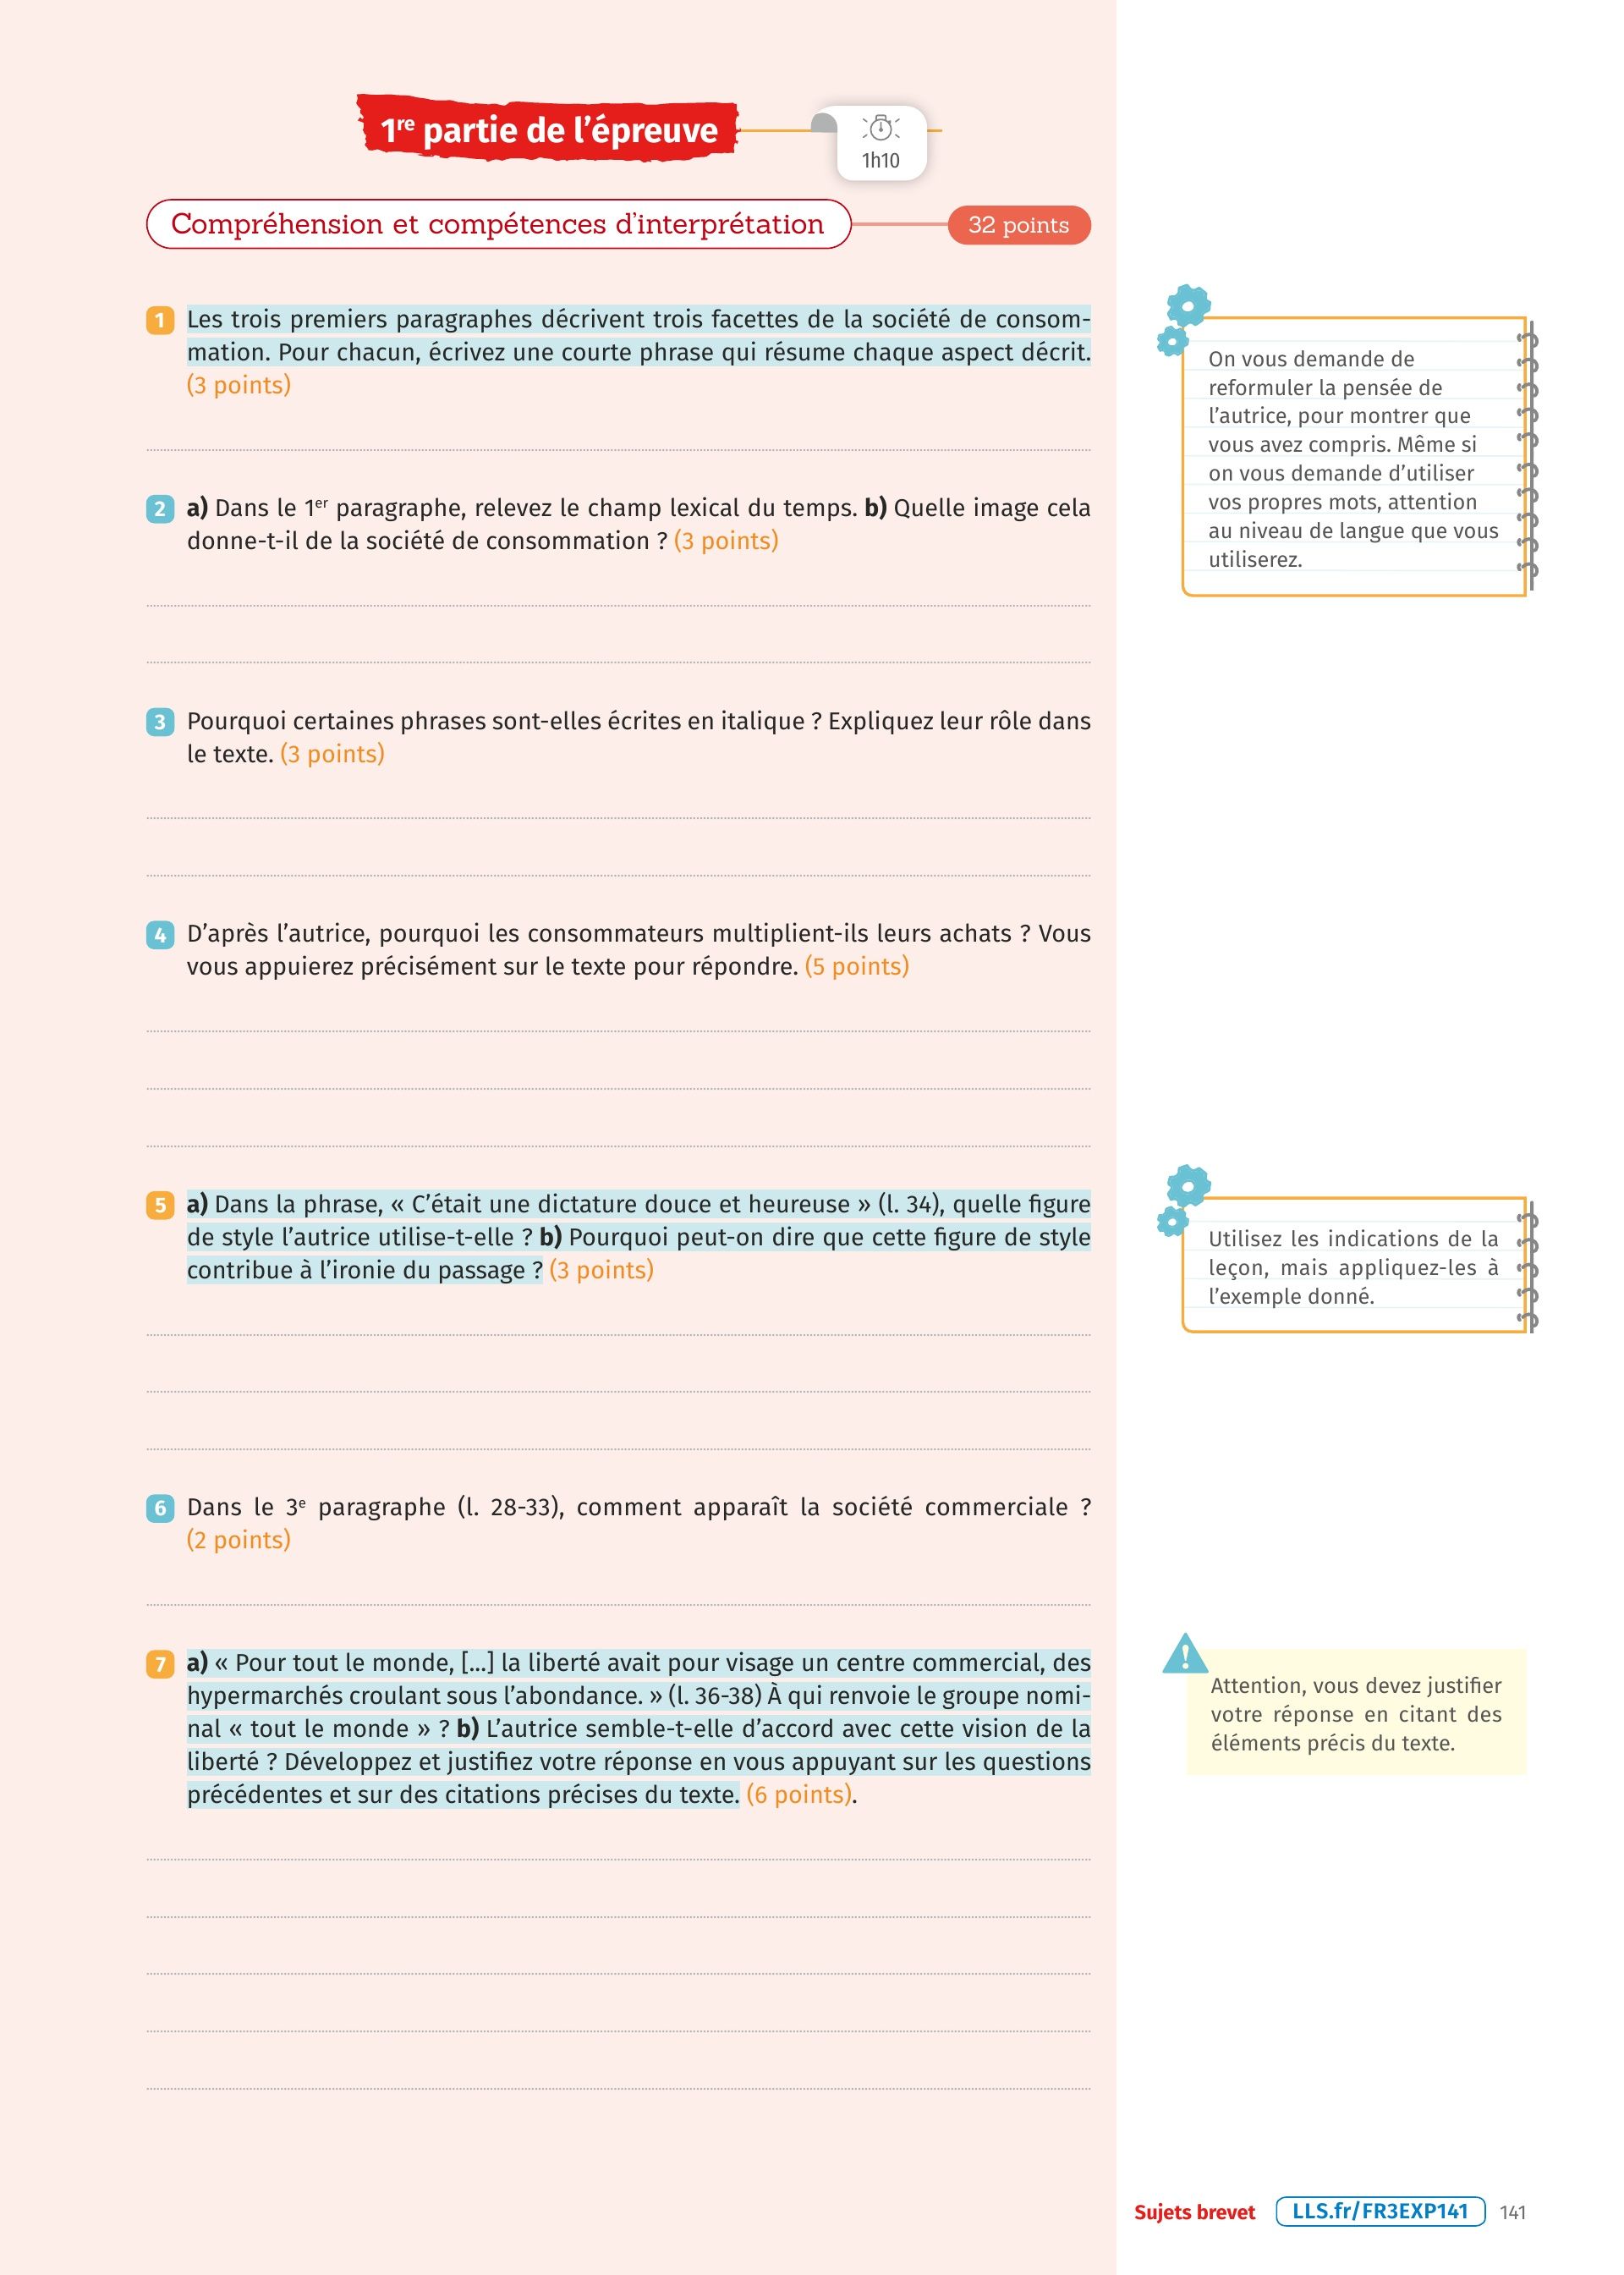 1re partie de l'épreuve
1h10
Compréhension et compétences d'interprétation
32 points
1 Les trois premiers paragraphes décrivent trois facettes de la société de consom-
mation. Pour chacun, écrivez une courte phrase qui résume chaque aspect décrit.
(3 points)
On vous demande de
reformuler la pensée de
l'autrice, pour montrer que
vous avez compris. Même si
on vous demande d'utiliser
vos propres mots, attention
au niveau de langue que vous
utiliserez.
2 a) Dans le 1er paragraphe, relevez le champ lexical du temps. b) Quelle image cela
donne-t-il de la société de consommation ? (3 points)
3 Pourquoi certaines phrases sont-elles écrites en italique ? Expliquez leur rôle dans
le texte. (3 points)
4 D'après l'autrice, pourquoi les consommateurs multiplient-ils leurs achats ? Vous
vous appuierez précisément sur le texte pour répondre. (5 points)
5 a) Dans la phrase, « C'était une dictature douce et heureuse » (l. 34), quelle figure
de style l'autrice utilise-t-elle ? b) Pourquoi peut-on dire que cette figure de style
contribue à l'ironie du passage ? (3 points)
Utilisez les indications de la
leçon, mais appliquez-les à
l'exemple donné.
6 Dans le 3e paragraphe (l. 28-33), comment apparaît la société commerciale ?
(2 points)
7 a) « Pour tout le monde, [...] la liberté avait pour visage un centre commercial, des
hypermarchés croulant sous l'abondance. » (l. 36-38) À qui renvoie le groupe nomi-
nal « tout le monde » ? b) L'autrice semble-t-elle d'accord avec cette vision de la
liberté ? Développez et justifiez votre réponse en vous appuyant sur les questions
précédentes et sur des citations précises du texte. (6 points).
Attention, vous devez justifier
votre réponse en citant des
éléments précis du texte.
Sujets brevet LLS.fr/FR3EXP141 141